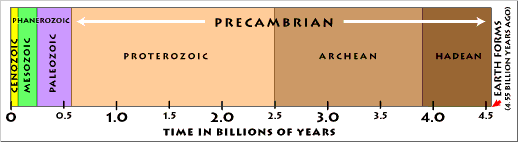 PHANEROZOIC
PRECAMBRIAN
CENOZOIC
MESOZOIC
PALEOZOIC
PROTEROZOIC
ARCHEAN
HADEAN
EARTH FORMS
(4.55 BILLION YEARS AGO)
0 0.5 1.0 1.5 2.0 2.5 3.0 3.5 4.0 4.5
TIME IN BILLIONS OF YEARS